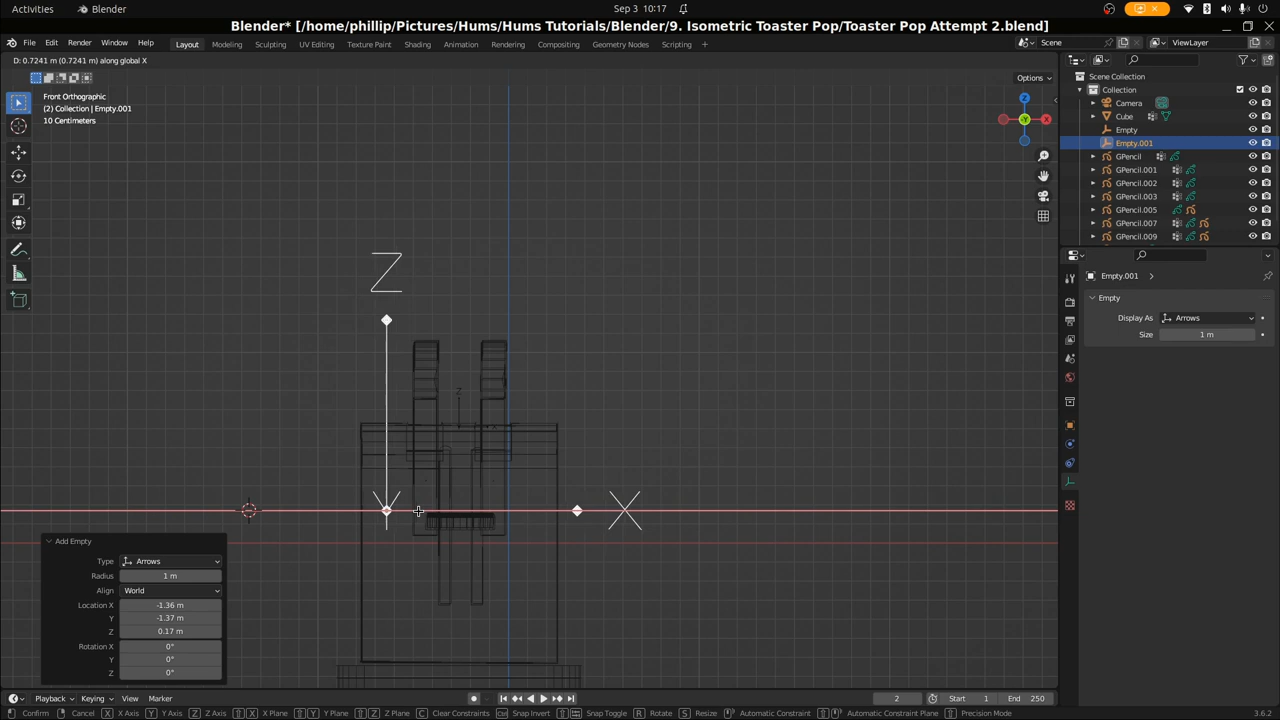 Activities
Blender
Sep 3 10:17
Blender* [/home/phillip/Pictures/Hums/Hums Tutorials/Blender/9. Isometric Toaster Pop/Toaster Pop Attempt 2.blend]
File Edit Render Window Help
Layout Modeling Sculpting UV Editing Texture Paint Shading Animation Rendering Compositing Geometry Nodes Scripting +
Scene
ViewLayer
D: 0.7241 m (0.7241 m) along global X
Options
Front Orthographic
(2) Collection | Empty.001
10 Centimeters
Z
X
Z
X
Z
Scene Collection
Collection
Camera
Cube
Empty
Empty.001
GPencil
GPencil.001
GPencil.002
GPencil.003
GPencil.005
GPencil.007
GPencil.009
Empty.001
Empty
Display As Arrows
Size 1 m
Add Empty
Type Arrows
Radius 1 m
Align World
Location X -1.36 m
Y -1.37 m
Z 0.17 m
Rotation X 0°
Y 0°
Z 0°
Playback Keying View Marker
2
Start 1
End 250
Confirm Cancel X X Axis Y Y Axis Z Z Axis X X Plane Y Y Plane Z Z Plane C Clear Constraints Snap Invert Snap Toggle R Rotate S Resize Automatic Constraint Automatic Constraint Plane Precision Mode
3.6.2